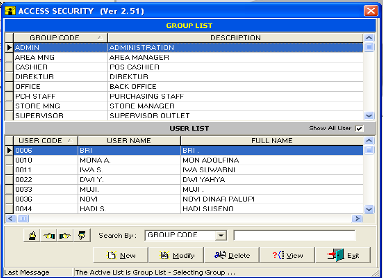 ACCESS SECURITY (Ver 2.51)
GROUP LIST
GROUP CODE DESCRIPTION
ADMIN ADMINISTRATION
AREA MNG AREA MANAGER
CASHIER POS CASHIER
DIREKTUR DIREKTUR
OFFICE BACK OFFICE
PCH STAFF PURCHASING STAFF
STORE MNG STORE MANAGER
SUPERVISOR SUPERVISOR OUTLET
USER LIST Show All User
USER CODE USER NAME FULL NAME
0006 BRI BRI .
0010 MUNA A. MUN ADLFINA
0011 IWA S IWA SUWARNI
0022 DWI Y. DWI YAHYA
0033 MUJI. MUJI .
0036 NOVI NOVI DINAR PALUPI
0044 HADI S HADI SUSENO
Search By: GROUP CODE
New Modify Delete View Exit
Last Message The Active List is Group List - Selecting Group ...